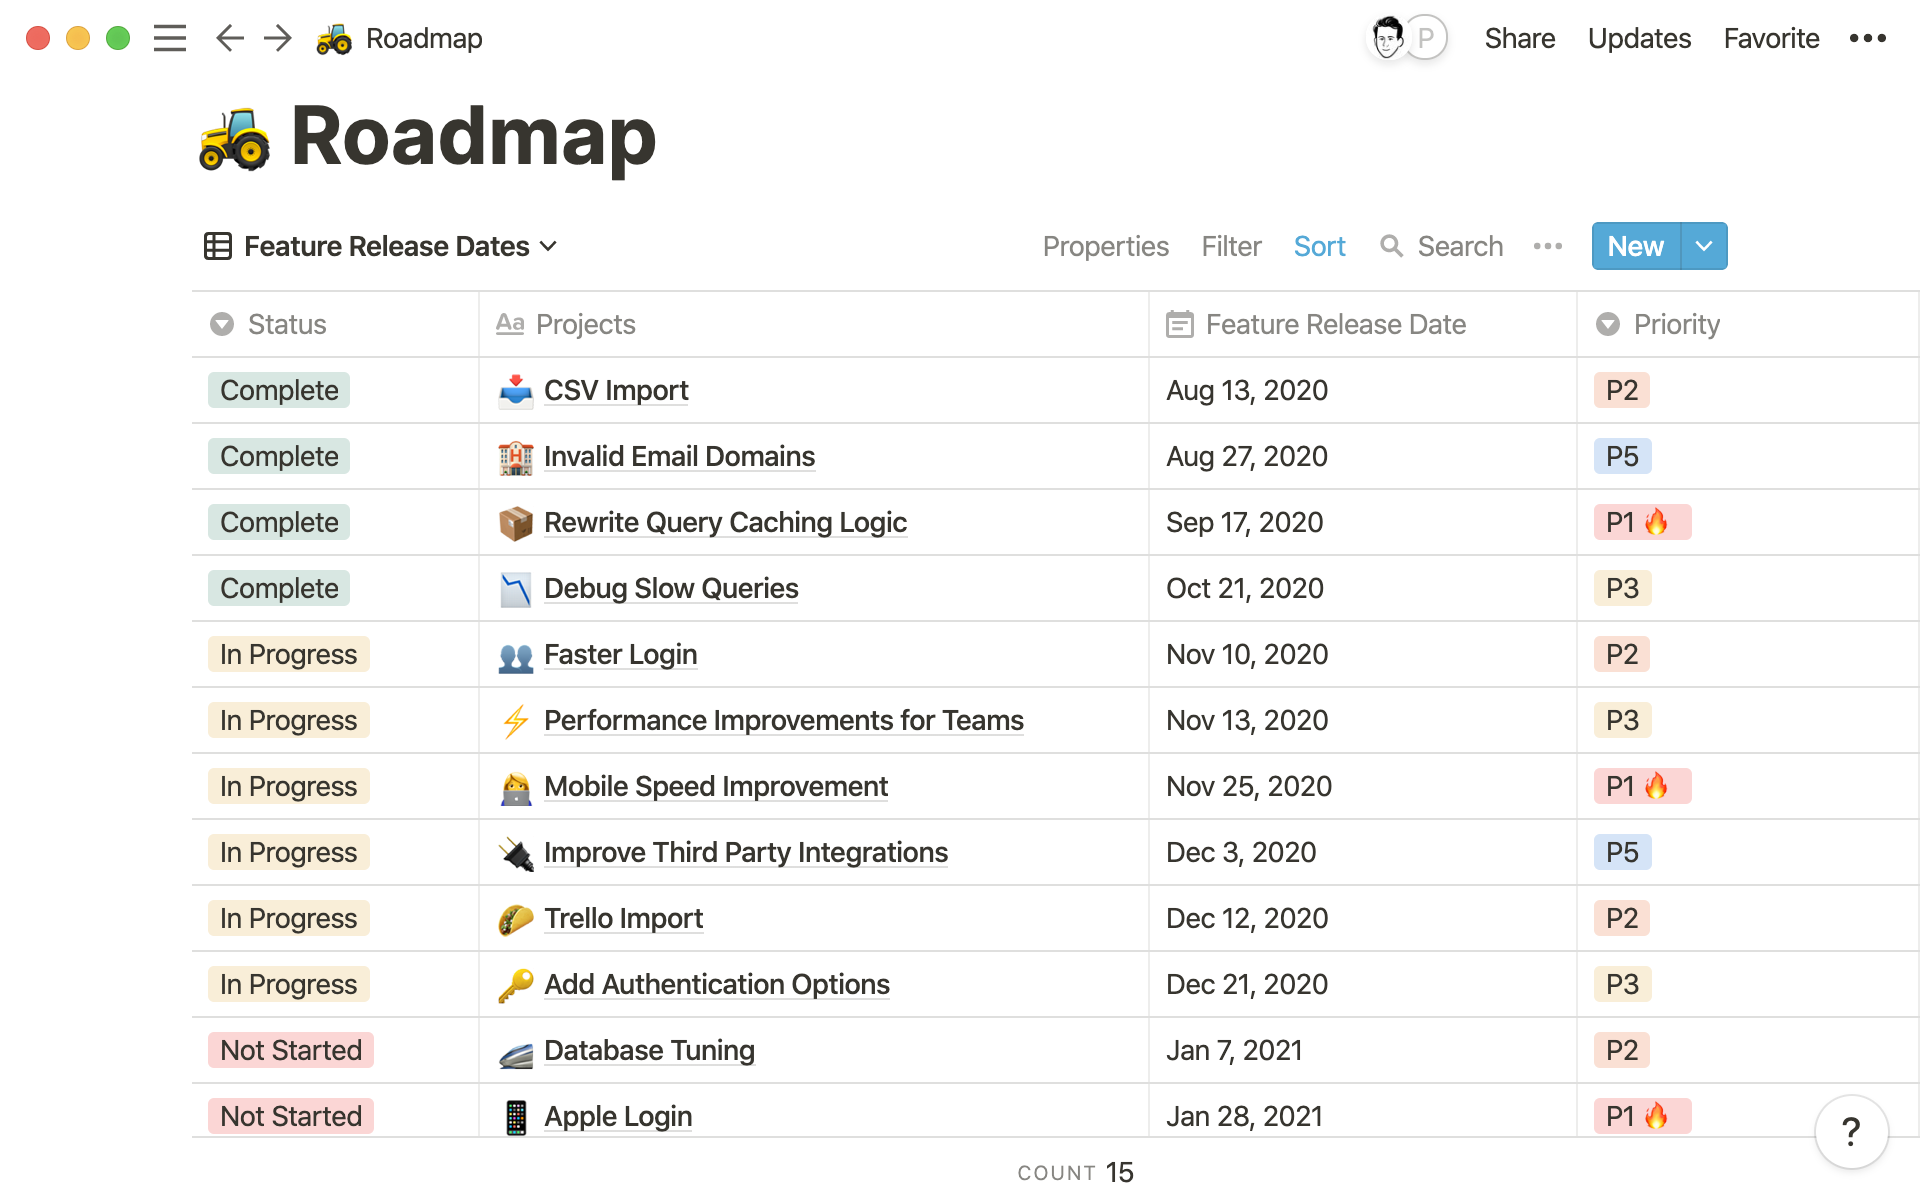 Roadmap
P
Share Updates Favorite
Roadmap
Feature Release Dates
Properties Filter Sort Search New
Status Aa Projects Feature Release Date Priority
Complete CSV Import Aug 13, 2020 P2
Complete Invalid Email Domains Aug 27, 2020 P5
Complete Rewrite Query Caching Logic Sep 17, 2020 P1 🔥
Complete Debug Slow Queries Oct 21, 2020 P3
In Progress Faster Login Nov 10, 2020 P2
In Progress Performance Improvements for Teams Nov 13, 2020 P3
In Progress Mobile Speed Improvement Nov 25, 2020 P1 🔥
In Progress Improve Third Party Integrations Dec 3, 2020 P5
In Progress Trello Import Dec 12, 2020 P2
In Progress Add Authentication Options Dec 21, 2020 P3
Not Started Database Tuning Jan 7, 2021 P2
Not Started Apple Login Jan 28, 2021 P1 🔥
?
COUNT 15